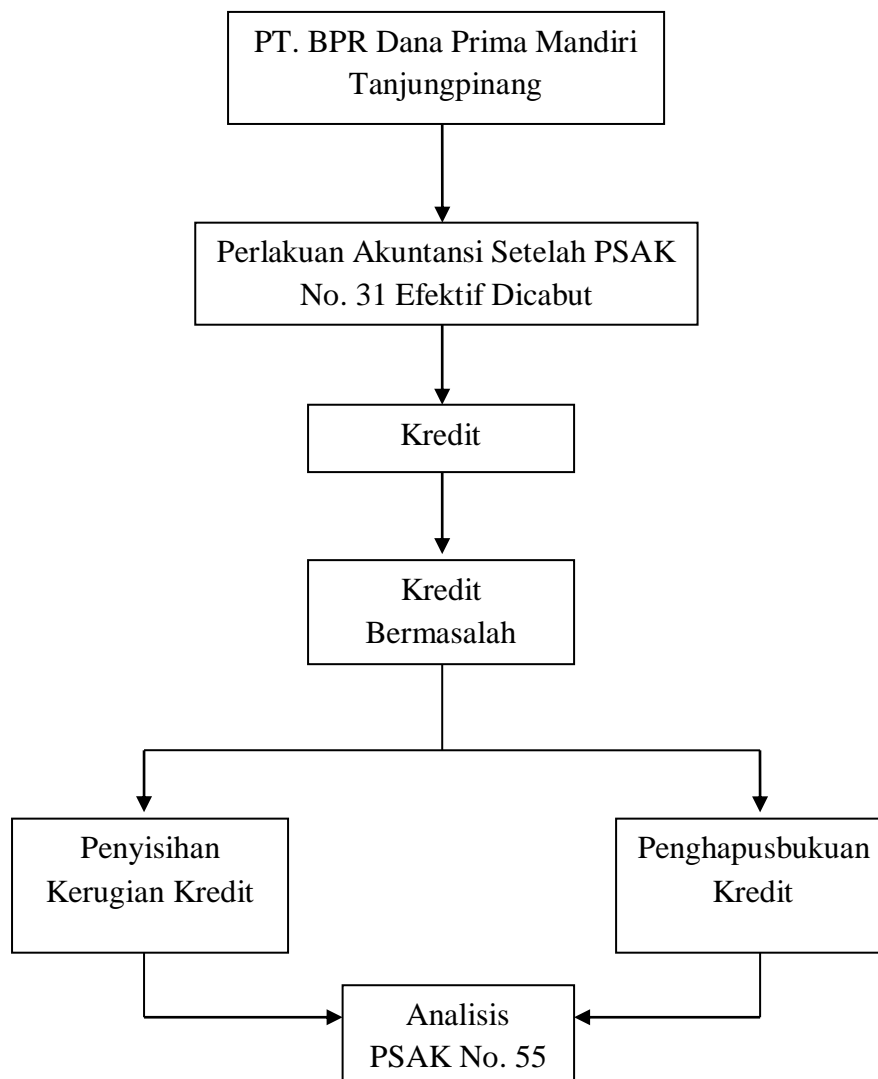 PT. BPR Dana Prima Mandiri
Tanjungpinang
Perlakuan Akuntansi Setelah PSAK
No. 31 Efektif Dicabut
Kredit
Kredit
Bermasalah
Penyisihan
Kerugian Kredit
Penghapusbukuan
Kredit
Analisis
PSAK No. 55